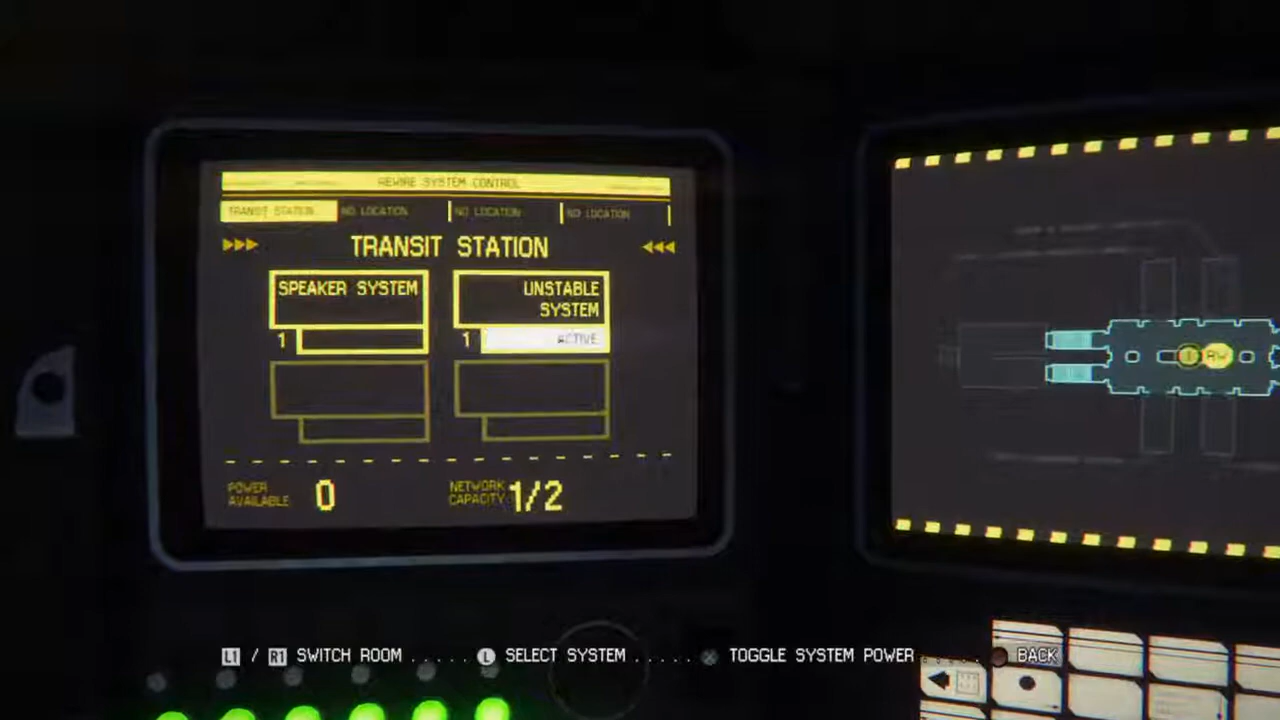 REWIRE SYSTEM CONTROL
TRANSIT STATION NO LOCATION NO LOCATION NO LOCATION
TRANSIT STATION
SPEAKER SYSTEM
1
UNSTABLE
SYSTEM
1 ACTIVE
POWER
AVAILABLE 0
NETWORK
CAPACITY 1/2
RW
L1 / R1 SWITCH ROOM ..... L SELECT SYSTEM ..... TOGGLE SYSTEM POWER ..... BACK